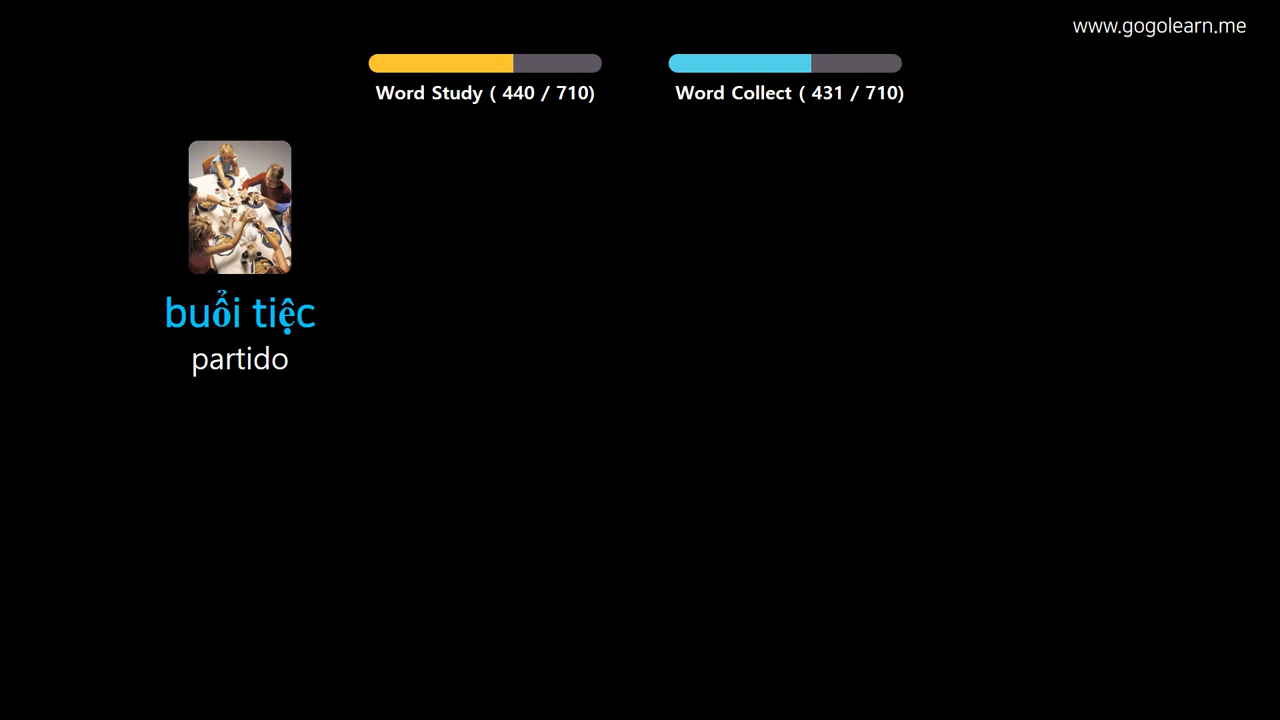 www.gogolearn.me
Word Study ( 440 / 710)
Word Collect ( 431 / 710)
buổi tiệc
partido